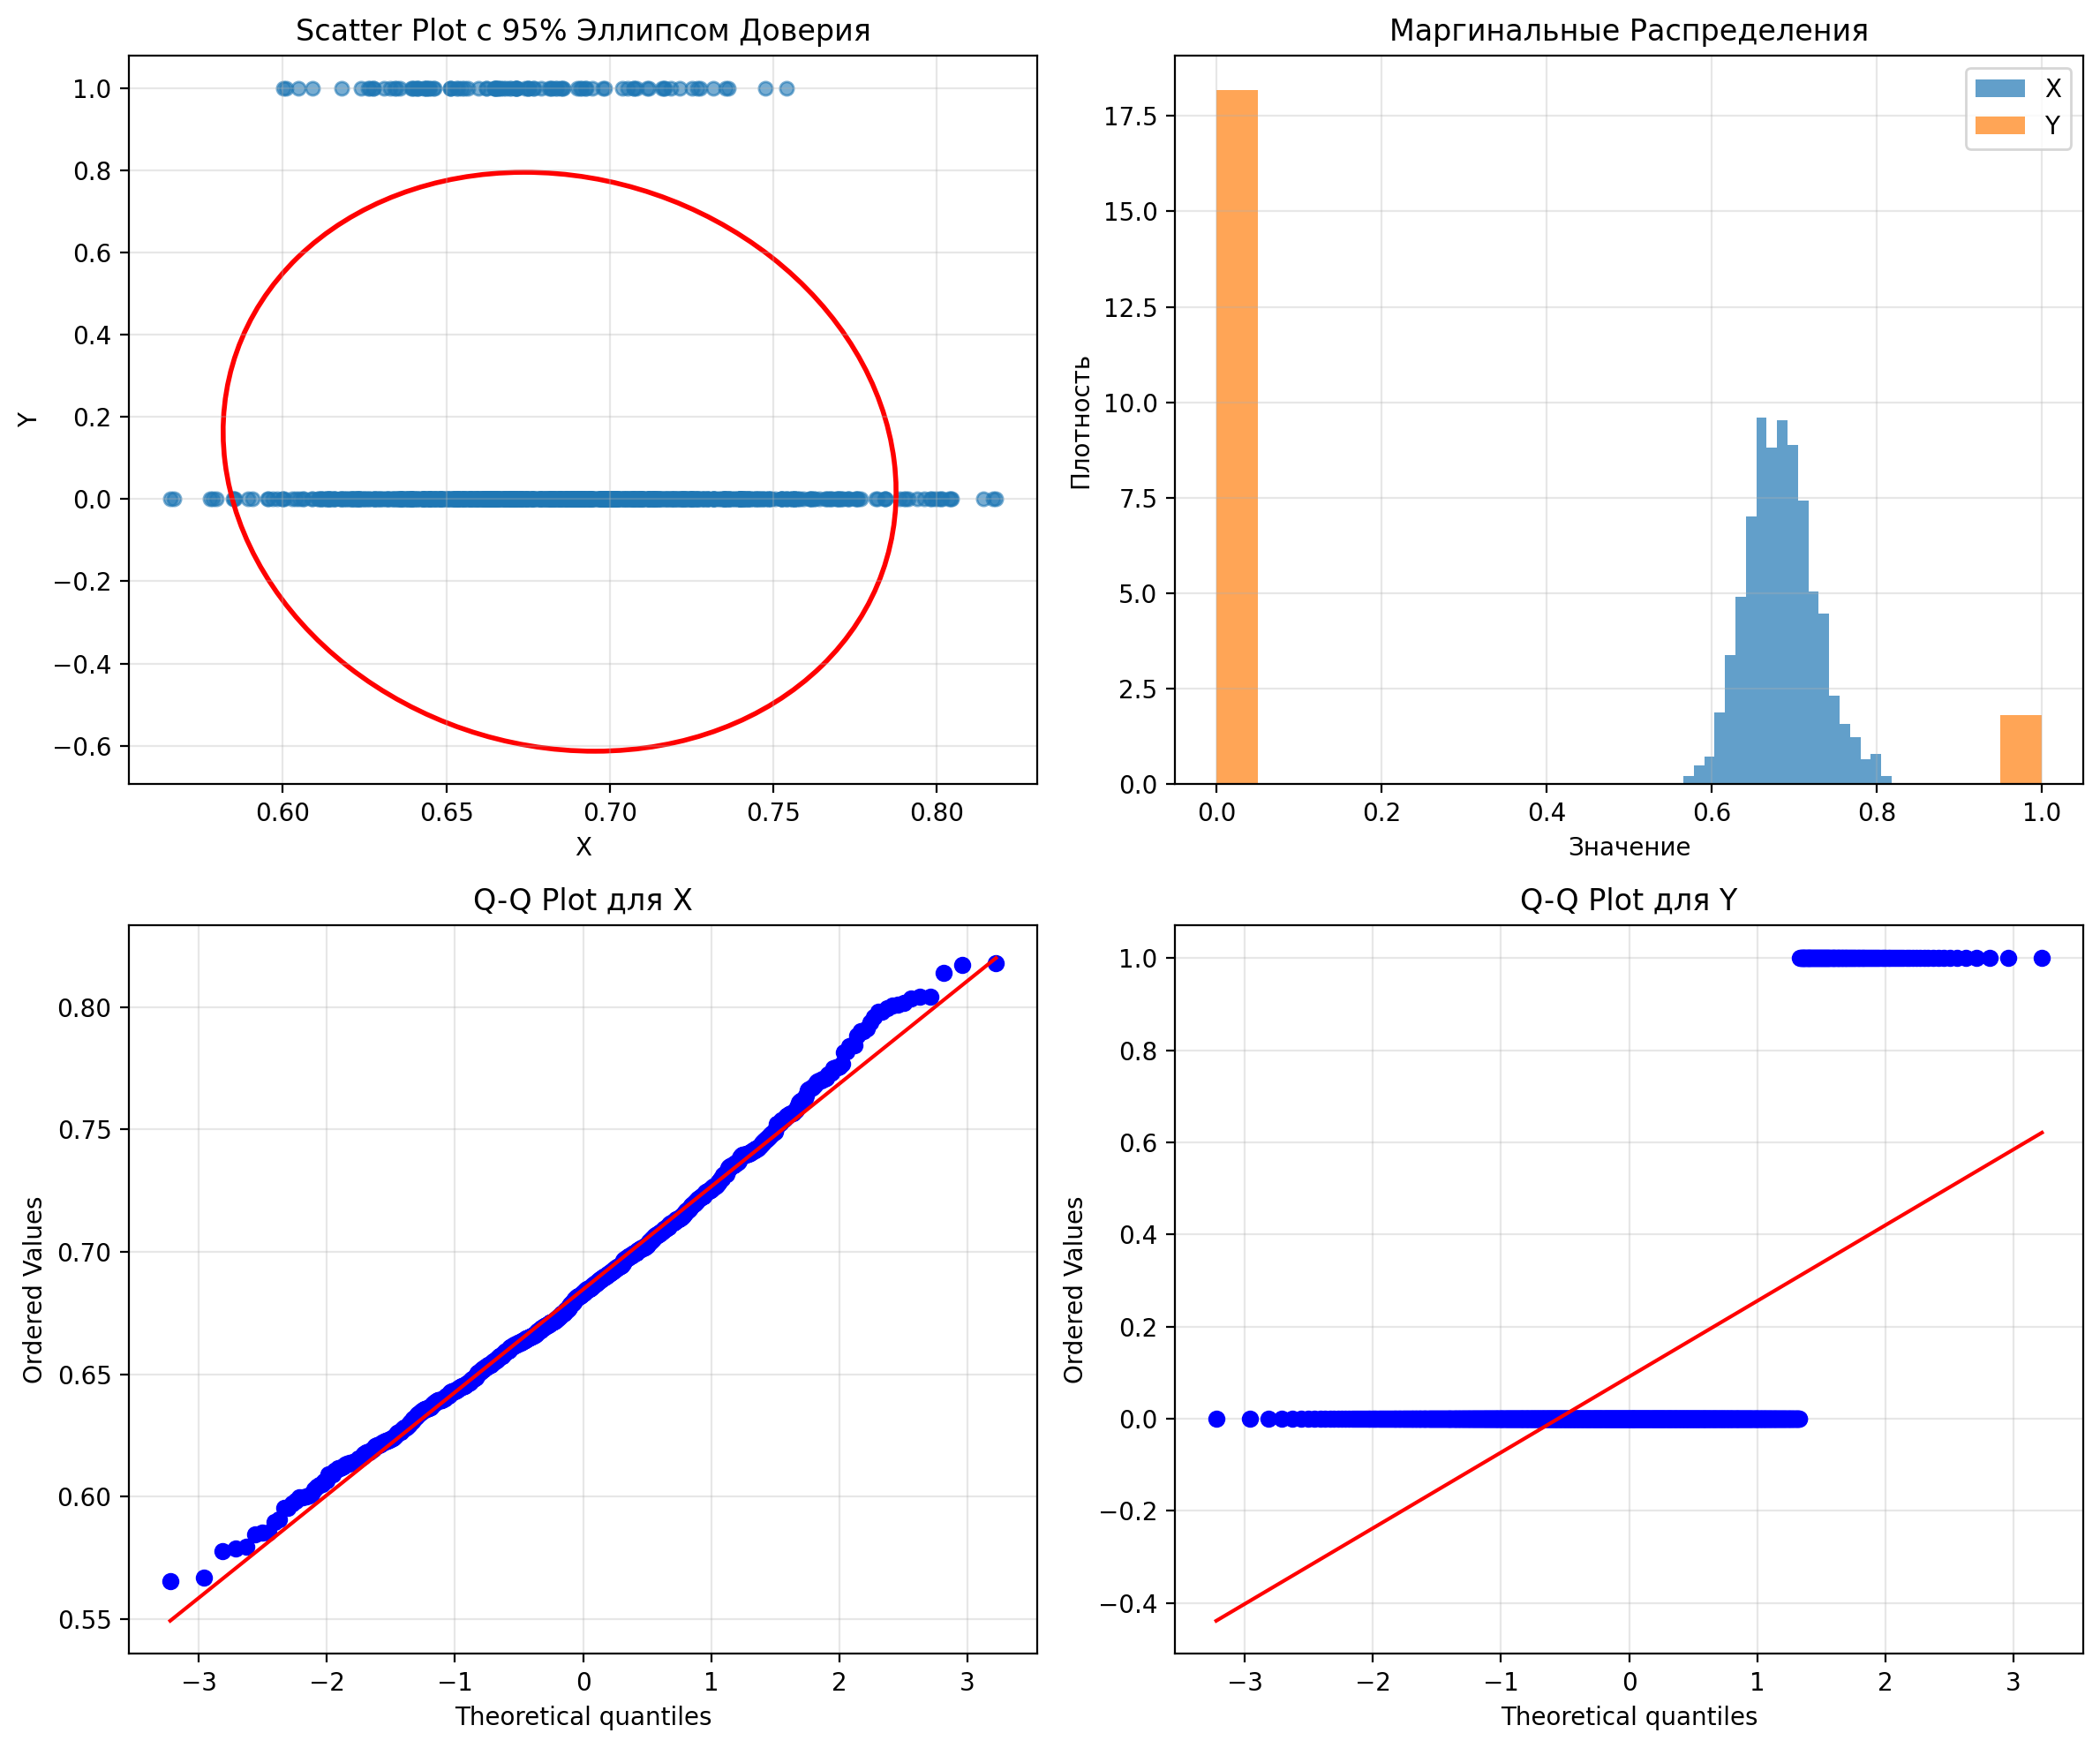 Scatter Plot с 95% Эллипсом Доверия
1.0
0.8
0.6
0.4
0.2
0.0
−0.2
−0.4
−0.6
Y
0.60 0.65 0.70 0.75 0.80
X
Маргинальные Распределения
X
Y
17.5
15.0
12.5
10.0
7.5
5.0
2.5
0.0
Плотность
0.0 0.2 0.4 0.6 0.8 1.0
Значение
Q-Q Plot для X
0.80
0.75
0.70
0.65
0.60
0.55
Ordered Values
−3 −2 −1 0 1 2 3
Theoretical quantiles
Q-Q Plot для Y
1.0
0.8
0.6
0.4
0.2
0.0
−0.2
−0.4
Ordered Values
−3 −2 −1 0 1 2 3
Theoretical quantiles